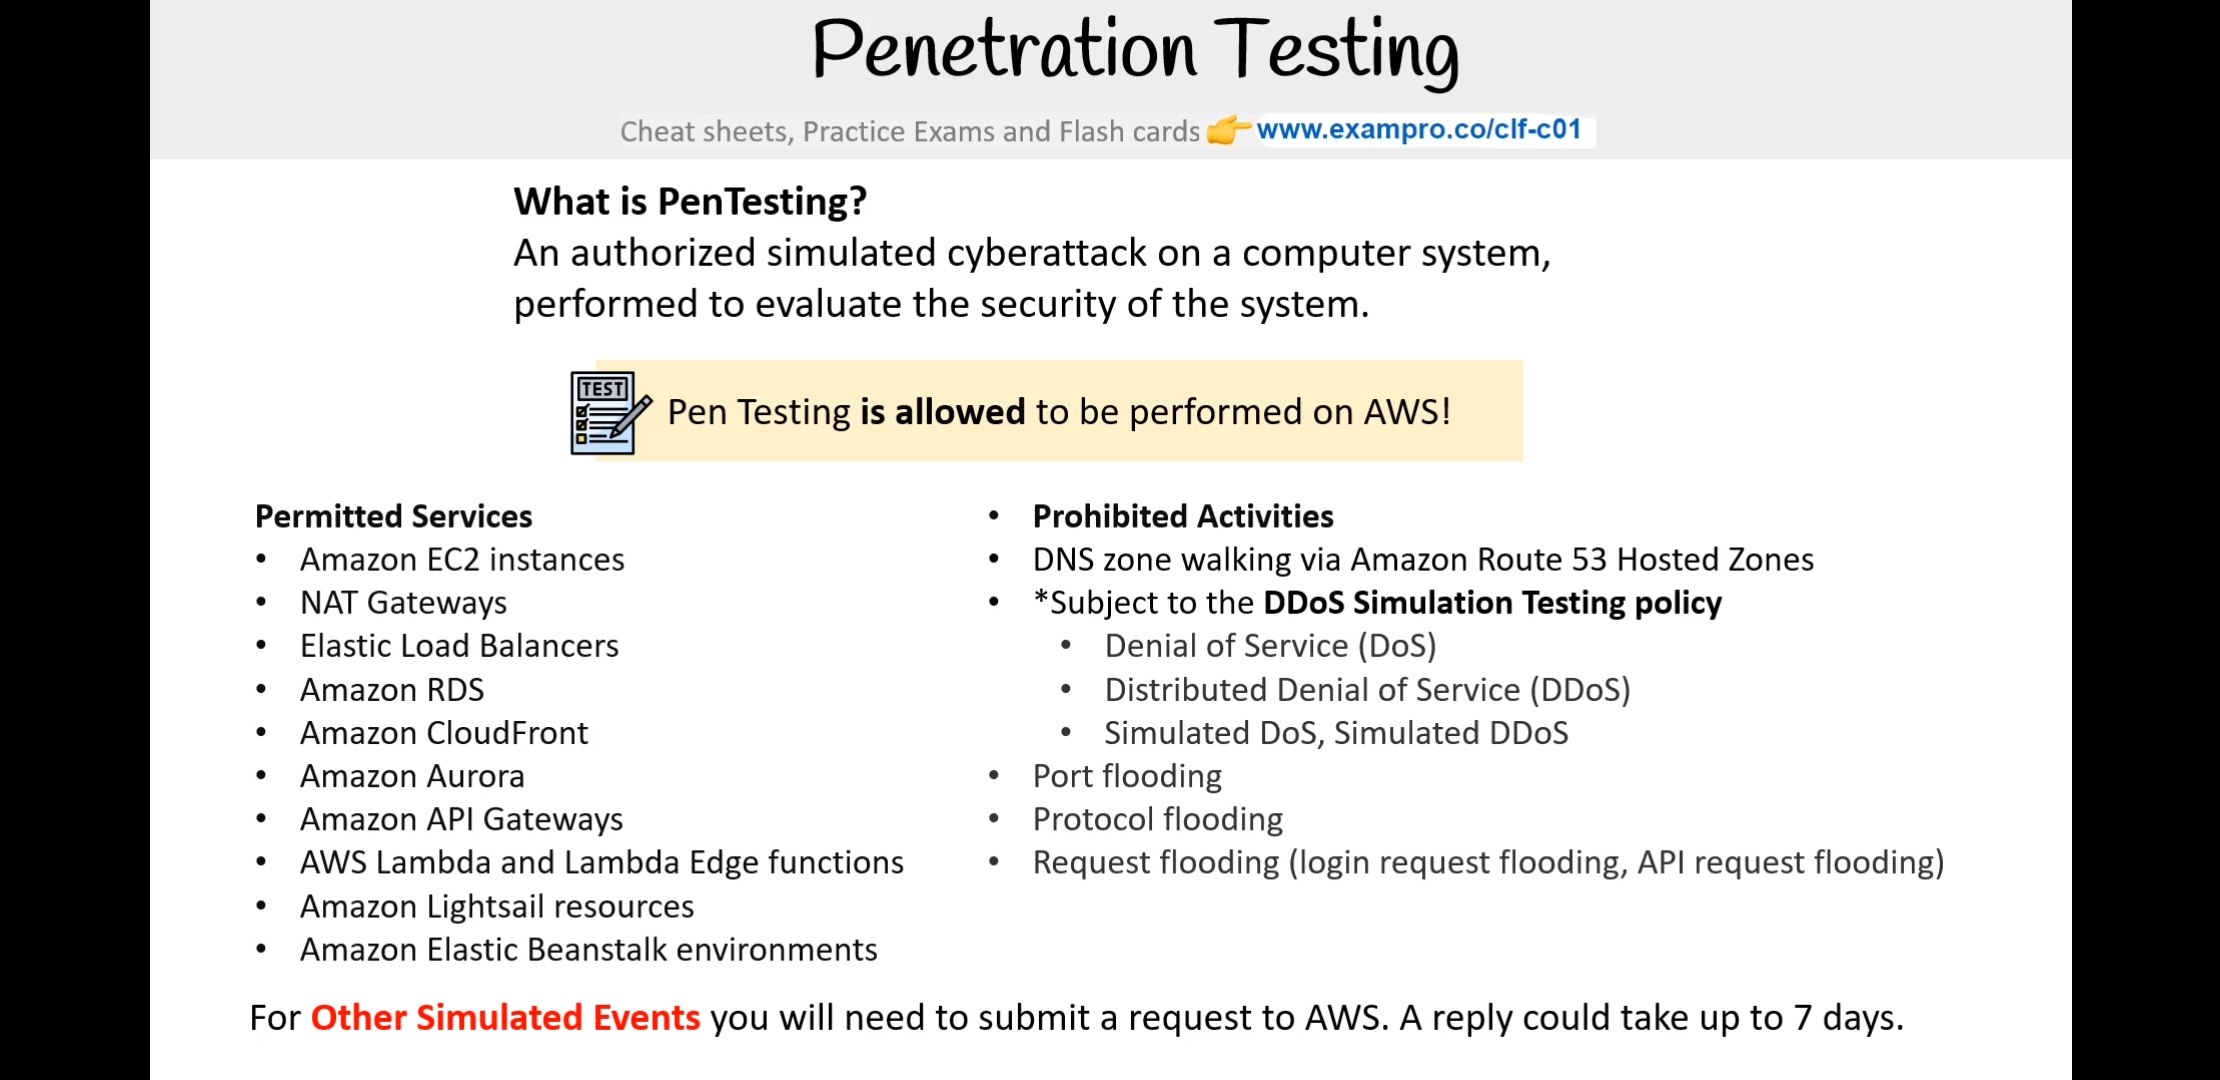 Penetration Testing
Cheat sheets, Practice Exams and Flash cards 👉 www.exampro.co/clf-c01
What is PenTesting?
An authorized simulated cyberattack on a computer system,
performed to evaluate the security of the system.
TEST
Pen Testing is allowed to be performed on AWS!
Permitted Services
• Amazon EC2 instances
• NAT Gateways
• Elastic Load Balancers
• Amazon RDS
• Amazon CloudFront
• Amazon Aurora
• Amazon API Gateways
• AWS Lambda and Lambda Edge functions
• Amazon Lightsail resources
• Amazon Elastic Beanstalk environments
• Prohibited Activities
• DNS zone walking via Amazon Route 53 Hosted Zones
• *Subject to the DDoS Simulation Testing policy
• Denial of Service (DoS)
• Distributed Denial of Service (DDoS)
• Simulated DoS, Simulated DDoS
• Port flooding
• Protocol flooding
• Request flooding (login request flooding, API request flooding)
For Other Simulated Events you will need to submit a request to AWS. A reply could take up to 7 days.